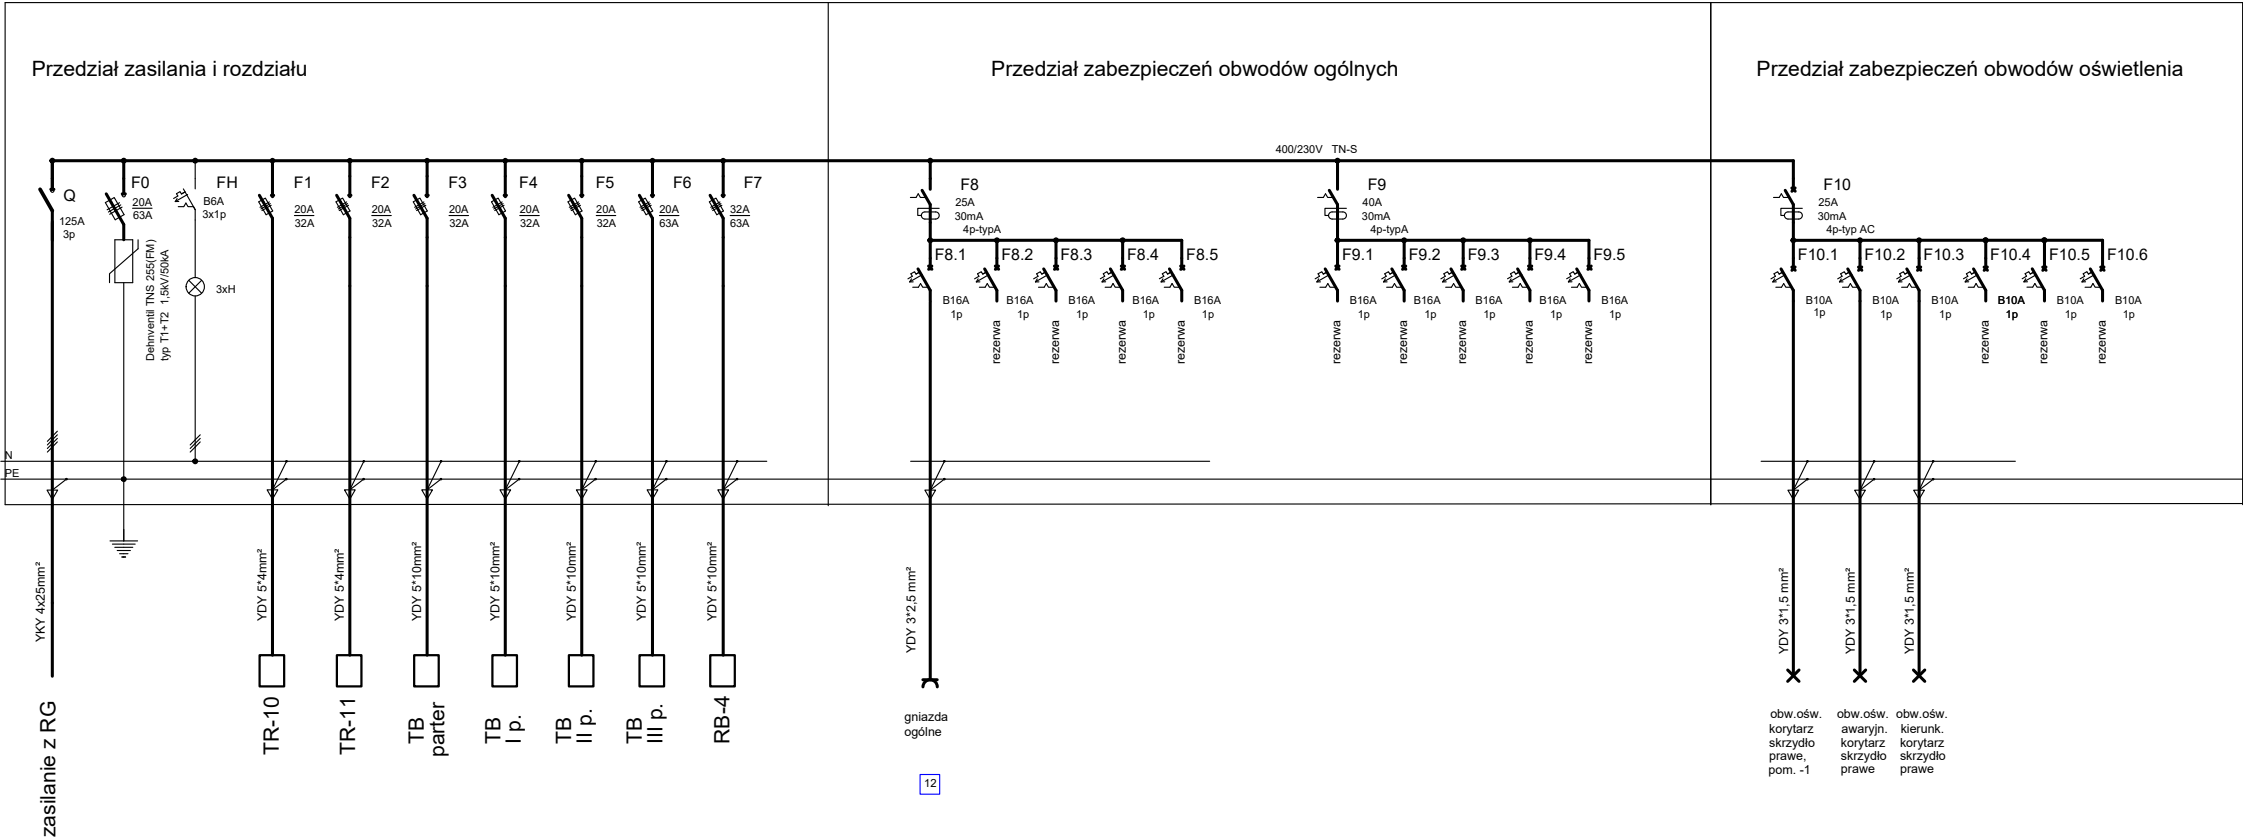 Przedział zasilania i rozdziału
Przedział zabezpieczeń obwodów ogólnych
Przedział zabezpieczeń obwodów oświetlenia
400/230V TN-S
Q
125A
3p
F0
20A
63A
Dehnventil TNS 255(FM)
typ T1+T2 1,5kV/50kA
FH
B6A
3x1p
3xH
F1
20A
32A
F2
20A
32A
F3
20A
32A
F4
20A
32A
F5
20A
32A
F6
20A
63A
F7
32A
63A
F8
25A
30mA
4p-typA
F8.1
B16A
1p
F8.2
B16A
1p
rezerwa
F8.3
B16A
1p
rezerwa
F8.4
B16A
1p
rezerwa
F8.5
B16A
1p
rezerwa
F9
40A
30mA
4p-typA
F9.1
B16A
1p
rezerwa
F9.2
B16A
1p
rezerwa
F9.3
B16A
1p
rezerwa
F9.4
B16A
1p
rezerwa
F9.5
B16A
1p
rezerwa
F10
25A
30mA
4p-typ AC
F10.1
B10A
1p
F10.2
B10A
1p
F10.3
B10A
1p
F10.4
B10A
1p
rezerwa
F10.5
B10A
1p
rezerwa
F10.6
B10A
1p
rezerwa
N
PE
YKY 4x25mm²
zasilanie z RG
YDY 5*4mm²
TR-10
YDY 5*4mm²
TR-11
YDY 5*10mm²
TB
parter
YDY 5*10mm²
TB
I p.
YDY 5*10mm²
TB
II p.
YDY 5*10mm²
TB
III p.
YDY 5*10mm²
RB-4
YDY 3*2,5 mm²
gniazda
ogólne
12
YDY 3*1,5 mm²
obw.ośw.
korytarz
skrzydło
prawe,
pom. -1
YDY 3*1,5 mm²
obw.ośw.
awaryjn.
korytarz
skrzydło
prawe
YDY 3*1,5 mm²
obw.ośw.
kierunk.
korytarz
skrzydło
prawe